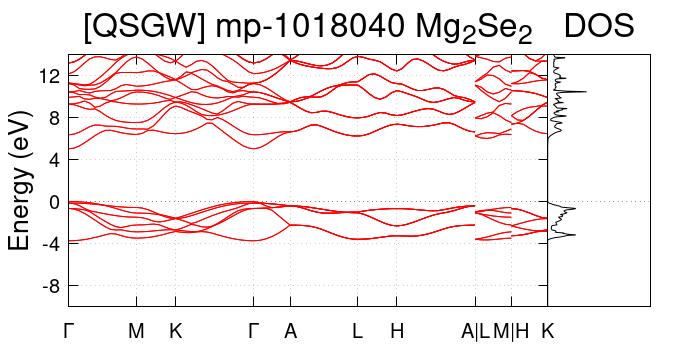 [QSGW] mp-1018040 Mg₂Se₂ DOS
Energy (eV)
12
8
4
0
-4
-8
Γ M K Γ A L H A|L M|H K